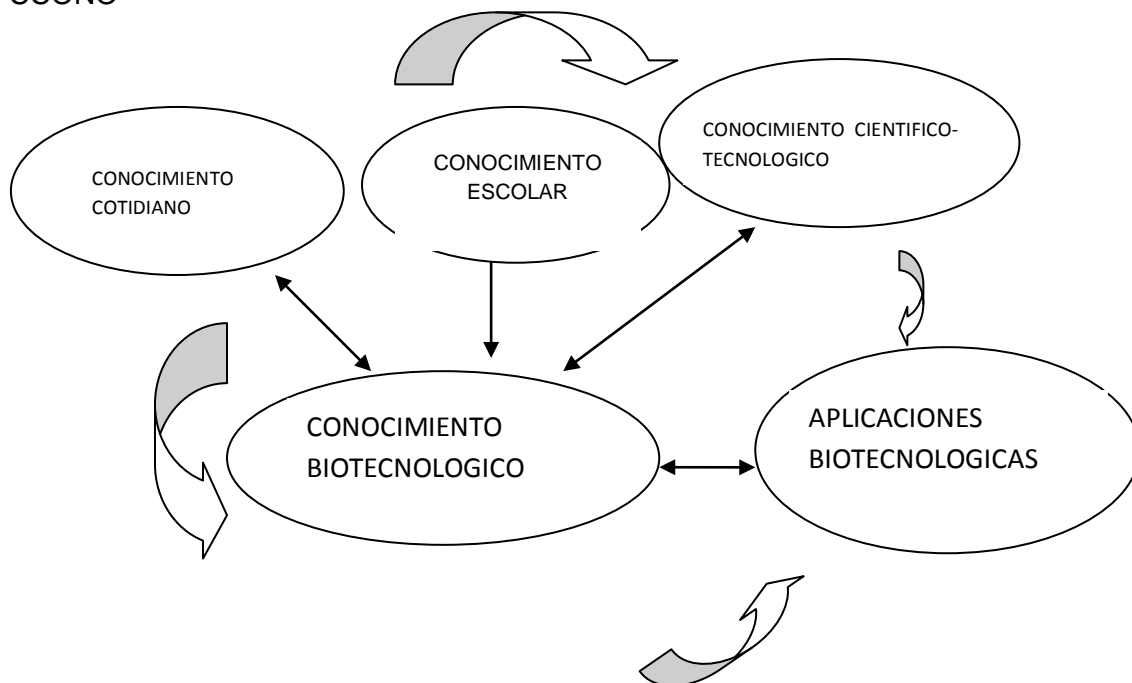 CONOCIMIENTO CIENTIFICO-
TECNOLOGICO
CONOCIMIENTO
ESCOLAR
CONOCIMIENTO
COTIDIANO
CONOCIMIENTO
BIOTECNOLOGICO
APLICACIONES
BIOTECNOLOGICAS